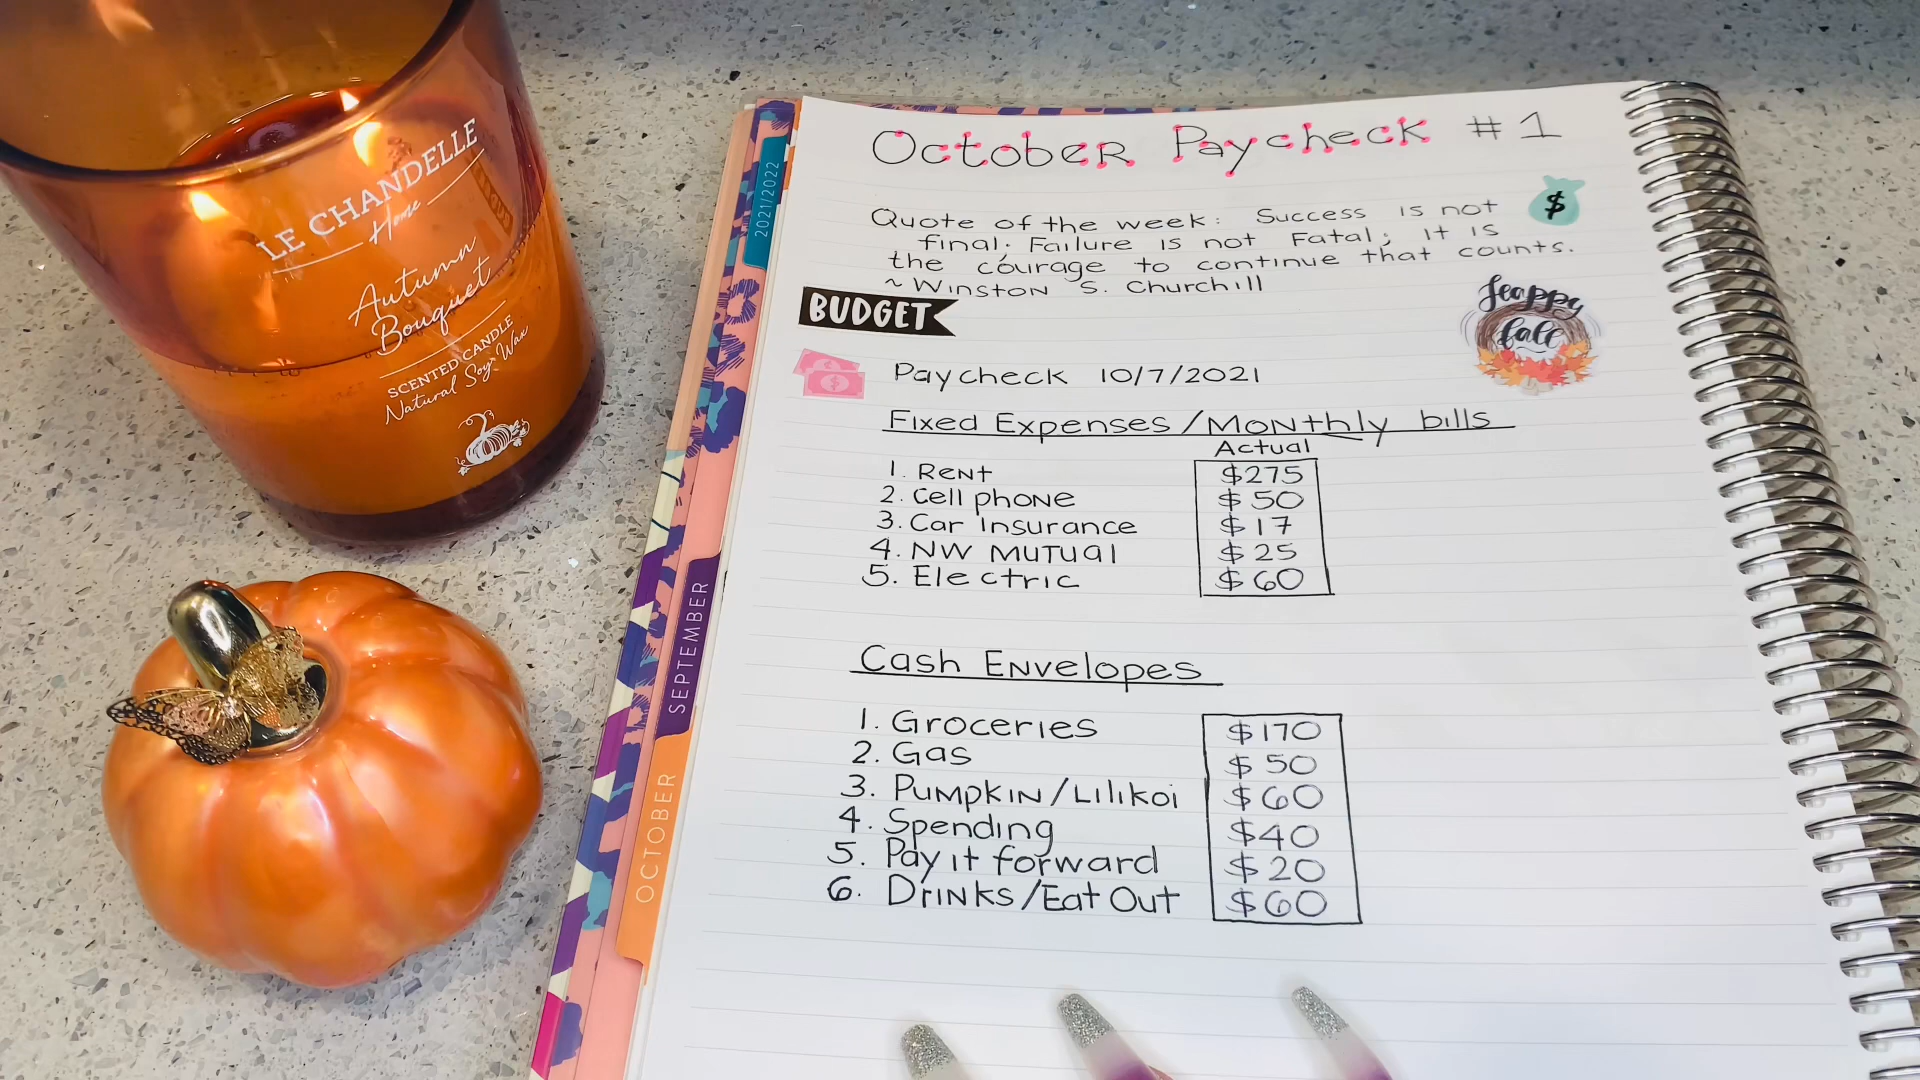 LE CHANDELLE
Home
Autumn
Bouquet
SCENTED CANDLE
Natural Soy Wax
2021/2022
SEPTEMBER
OCTOBER
October Paycheck #1
Quote of the week: Success is not
final. Failure is not Fatal; it is
the courage to continue that counts.
~ Winston S. Churchill
$
BUDGET
Happy
fall
Paycheck 10/7/2021
Fixed Expenses/Monthly bills
Actual
1. Rent $275
2. Cell phone $50
3. Car Insurance $17
4. NW Mutual $25
5. Electric $60
Cash Envelopes
1. Groceries $170
2. Gas $50
3. Pumpkin/Lilikoi $60
4. Spending $40
5. Pay it forward $20
6. Drinks/Eat Out $60